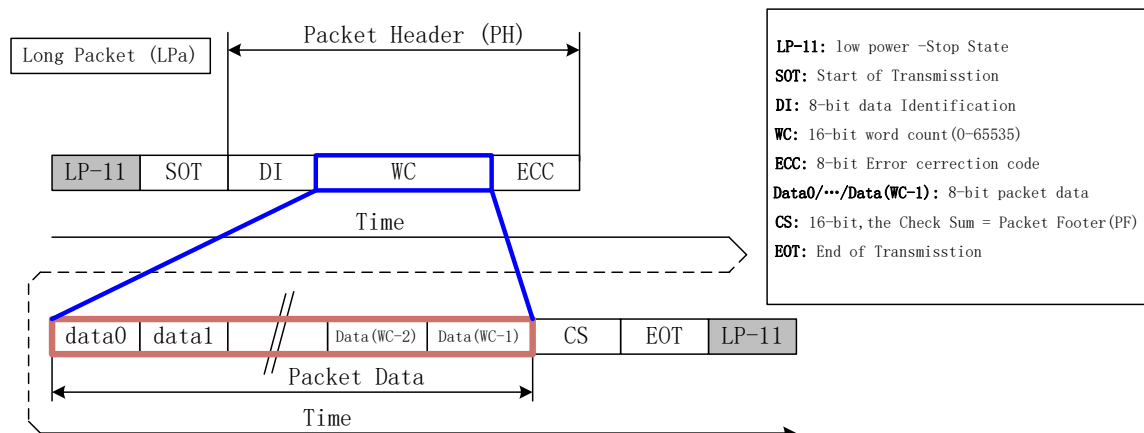 Long Packet (LPa)
Packet Header (PH)
LP-11 SOT DI WC ECC
Time
data0 data1 Data(WC-2) Data(WC-1) CS EOT LP-11
Packet Data
Time
LP-11: low power -Stop State
SOT: Start of Transmisstion
DI: 8-bit data Identification
WC: 16-bit word count(0-65535)
ECC: 8-bit Error cerrection code
Data0/···/Data(WC-1): 8-bit packet data
CS: 16-bit,the Check Sum = Packet Footer(PF)
EOT: End of Transmisstion